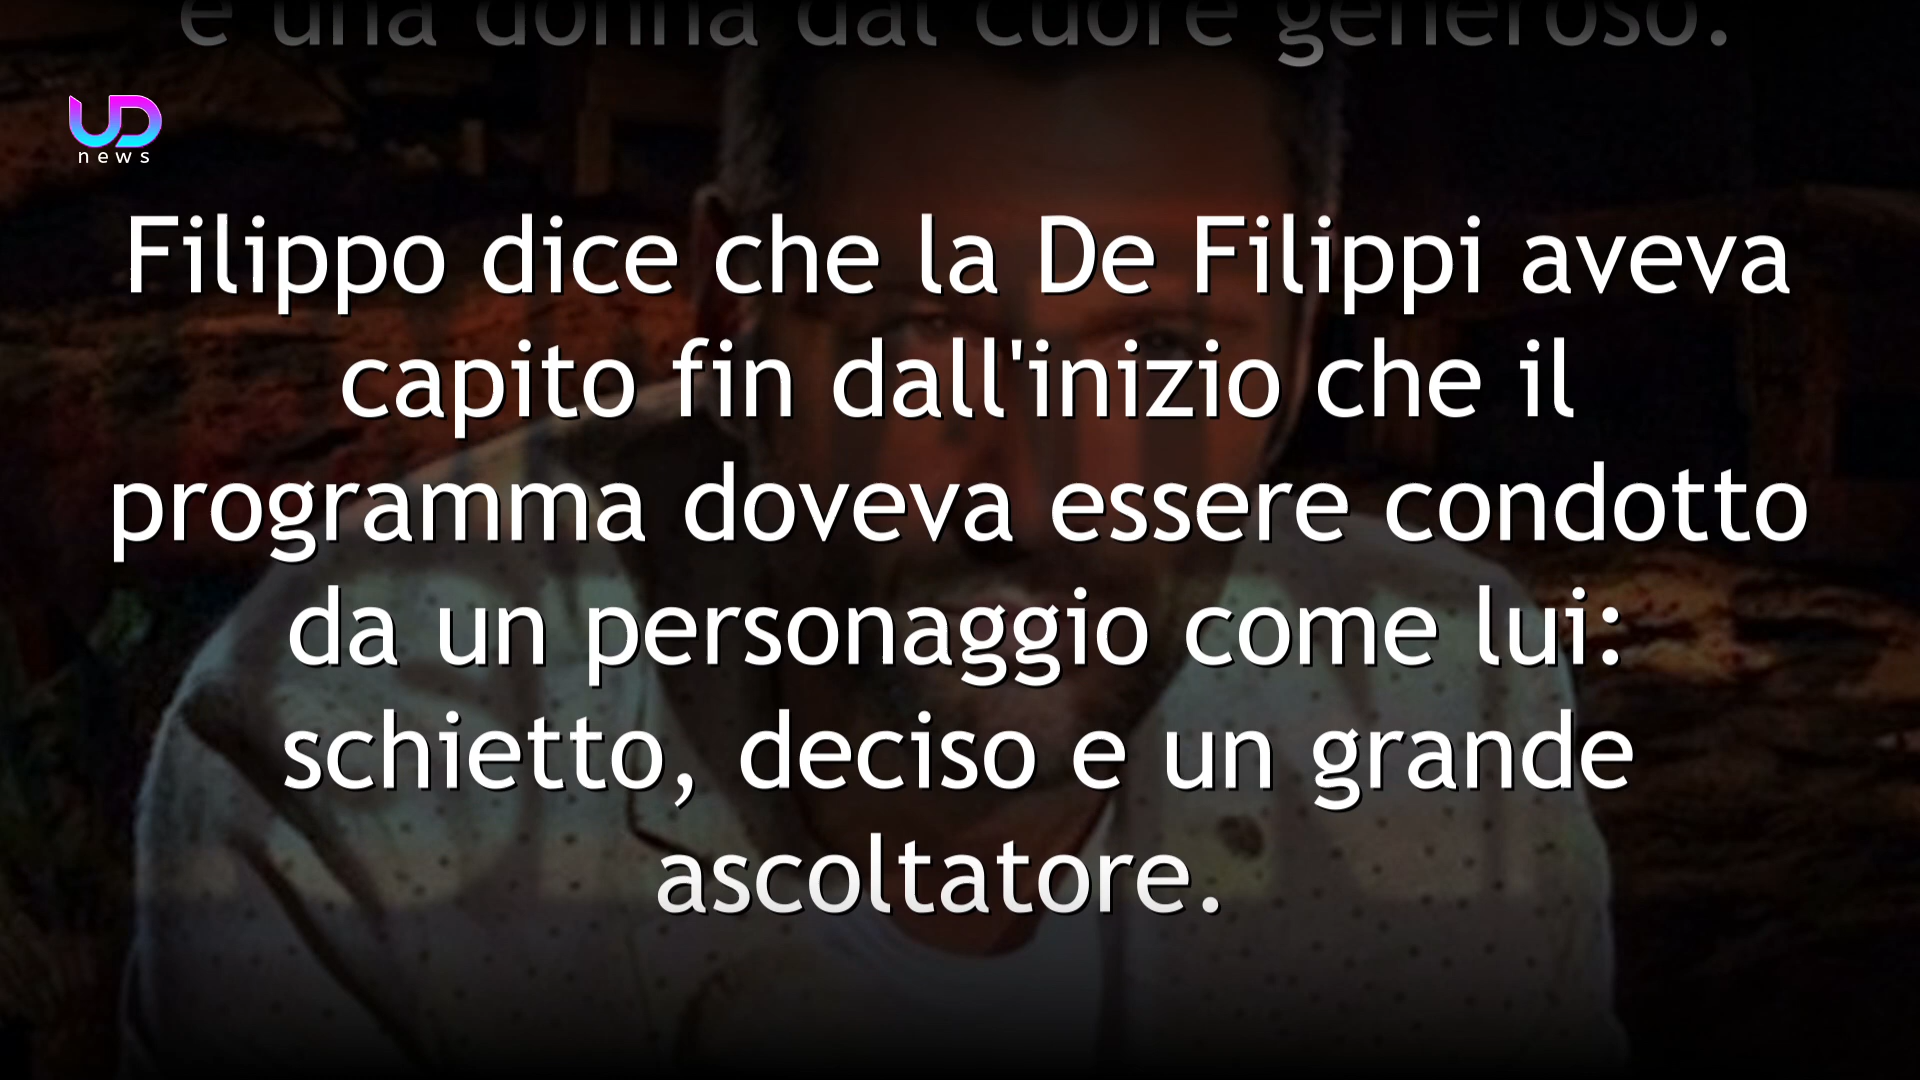 è una donna dal cuore generoso.
UD
news
Filippo dice che la De Filippi aveva
capito fin dall'inizio che il
programma doveva essere condotto
da un personaggio come lui:
schietto, deciso e un grande
ascoltatore.